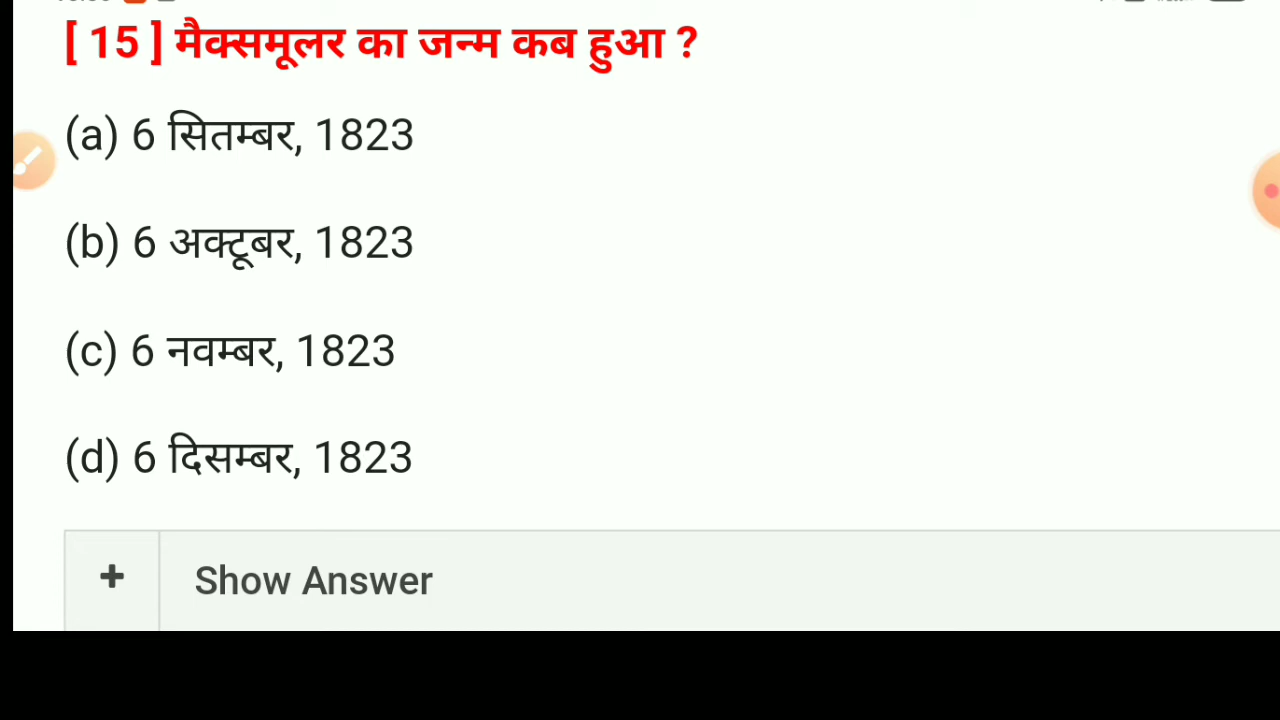 [ 15 ] मैक्समूलर का जन्म कब हुआ ?
(a) 6 सितम्बर, 1823
(b) 6 अक्टूबर, 1823
(c) 6 नवम्बर, 1823
(d) 6 दिसम्बर, 1823
+ Show Answer